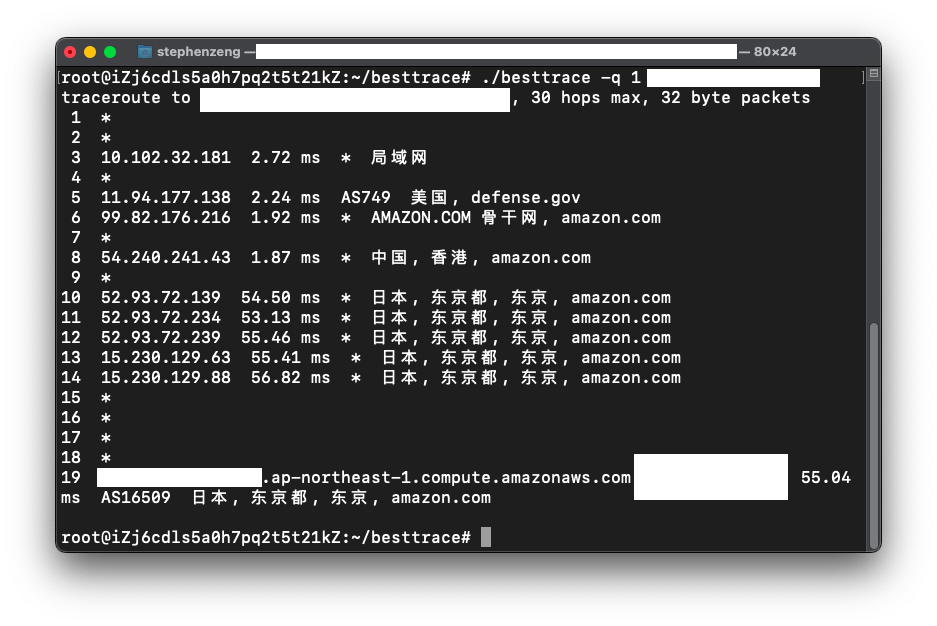 stephenzeng — — 80×24
root@iZj6cdls5a0h7pq2t5t21kZ:~/besttrace# ./besttrace -q 1
traceroute to , 30 hops max, 32 byte packets
1 *
2 *
3 10.102.32.181 2.72 ms * 局域网
4 *
5 11.94.177.138 2.24 ms AS749 美国, defense.gov
6 99.82.176.216 1.92 ms * AMAZON.COM 骨干网, amazon.com
7 *
8 54.240.241.43 1.87 ms * 中国, 香港, amazon.com
9 *
10 52.93.72.139 54.50 ms * 日本, 东京都, 东京, amazon.com
11 52.93.72.234 53.13 ms * 日本, 东京都, 东京, amazon.com
12 52.93.72.239 55.46 ms * 日本, 东京都, 东京, amazon.com
13 15.230.129.63 55.41 ms * 日本, 东京都, 东京, amazon.com
14 15.230.129.88 56.82 ms * 日本, 东京都, 东京, amazon.com
15 *
16 *
17 *
18 *
19 .ap-northeast-1.compute.amazonaws.com 55.04
ms AS16509 日本, 东京都, 东京, amazon.com
root@iZj6cdls5a0h7pq2t5t21kZ:~/besttrace#